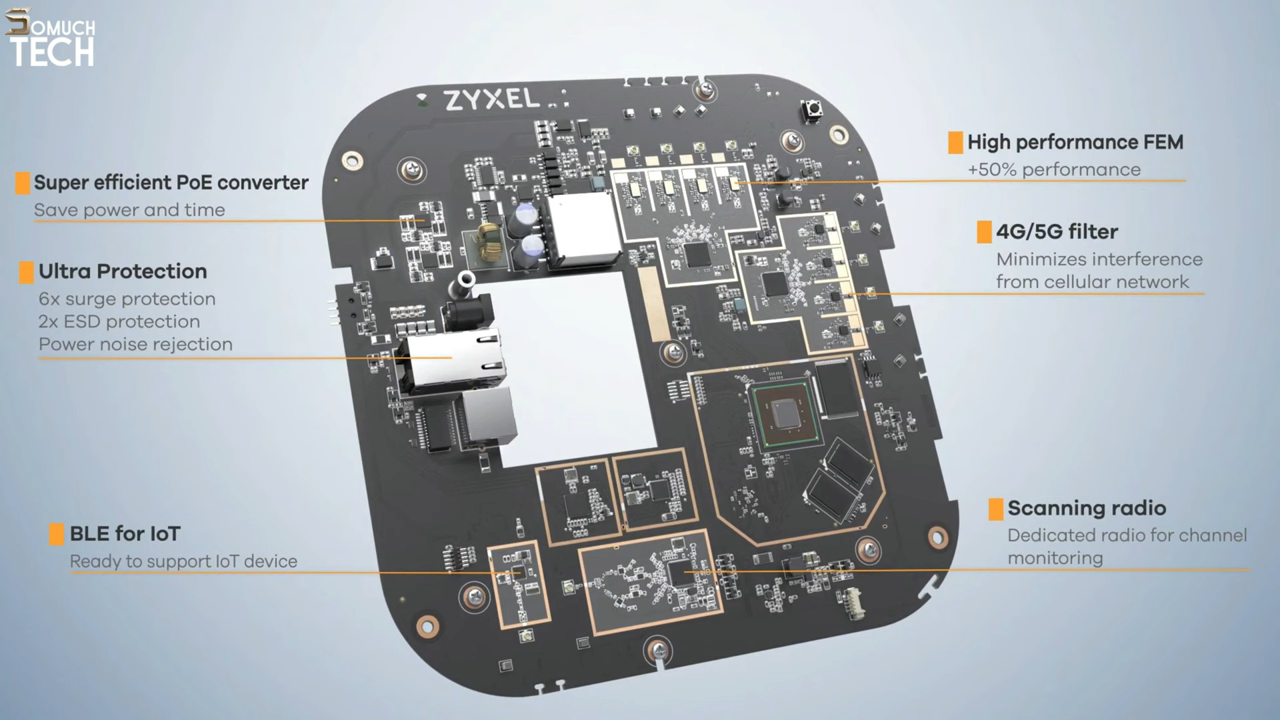 SOMUCH
TECH
ZYXEL
Super efficient PoE converter
Save power and time
Ultra Protection
6x surge protection
2x ESD protection
Power noise rejection
BLE for IoT
Ready to support IoT device
High performance FEM
+50% performance
4G/5G filter
Minimizes interference
from cellular network
Scanning radio
Dedicated radio for channel
monitoring